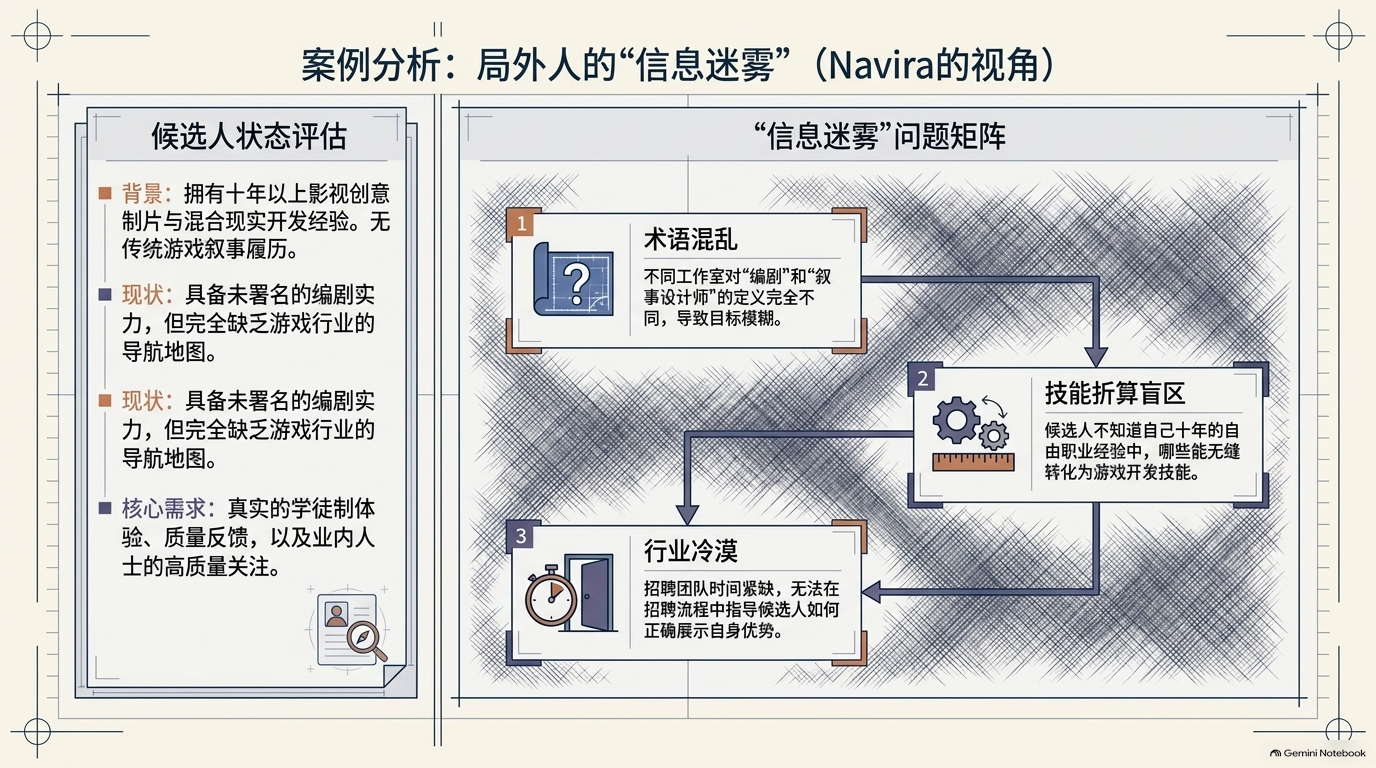 案例分析：局外人的“信息迷雾”（Navira的视角）
候选人状态评估
背景：拥有十年以上影视创意
制片与混合现实开发经验。无
传统游戏叙事履历。
现状：具备未署名的编剧实
力，但完全缺乏游戏行业的
导航地图。
现状：具备未署名的编剧实
力，但完全缺乏游戏行业的
导航地图。
核心需求：真实的学徒制体
验、质量反馈，以及业内人
士的高质量关注。
“信息迷雾”问题矩阵
1
术语混乱
不同工作室对“编剧”和“叙
事设计师”的定义完全不
同，导致目标模糊。
2
技能折算盲区
候选人不知道自己十年的自
由职业经验中，哪些能无缝
转化为游戏开发技能。
3
行业冷漠
招聘团队时间紧缺，无法在
招聘流程中指导候选人如何
正确展示自身优势。
Gemini Notebook